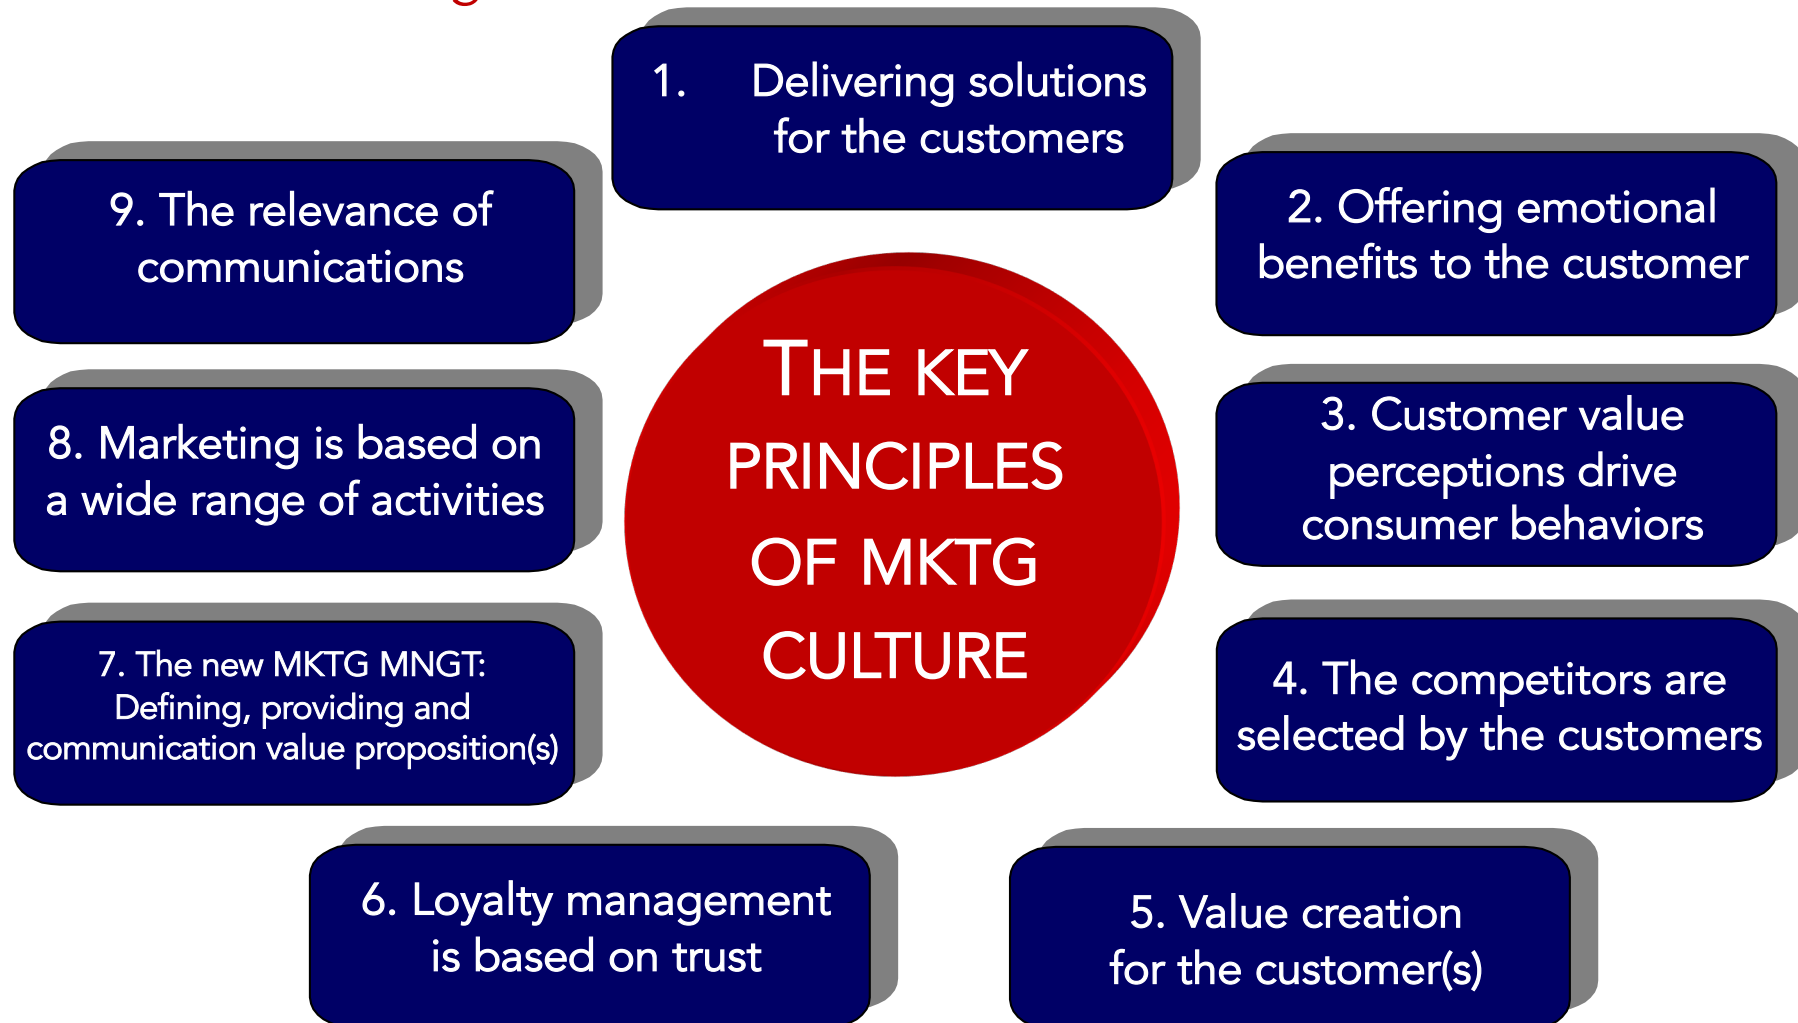 1. Delivering solutions
for the customers
2. Offering emotional
benefits to the customer
3. Customer value
perceptions drive
consumer behaviors
4. The competitors are
selected by the customers
5. Value creation
for the customer(s)
6. Loyalty management
is based on trust
7. The new MKTG MNGT:
Defining, providing and
communication value proposition(s)
8. Marketing is based on
a wide range of activities
9. The relevance of
communications
THE KEY
PRINCIPLES
OF MKTG
CULTURE